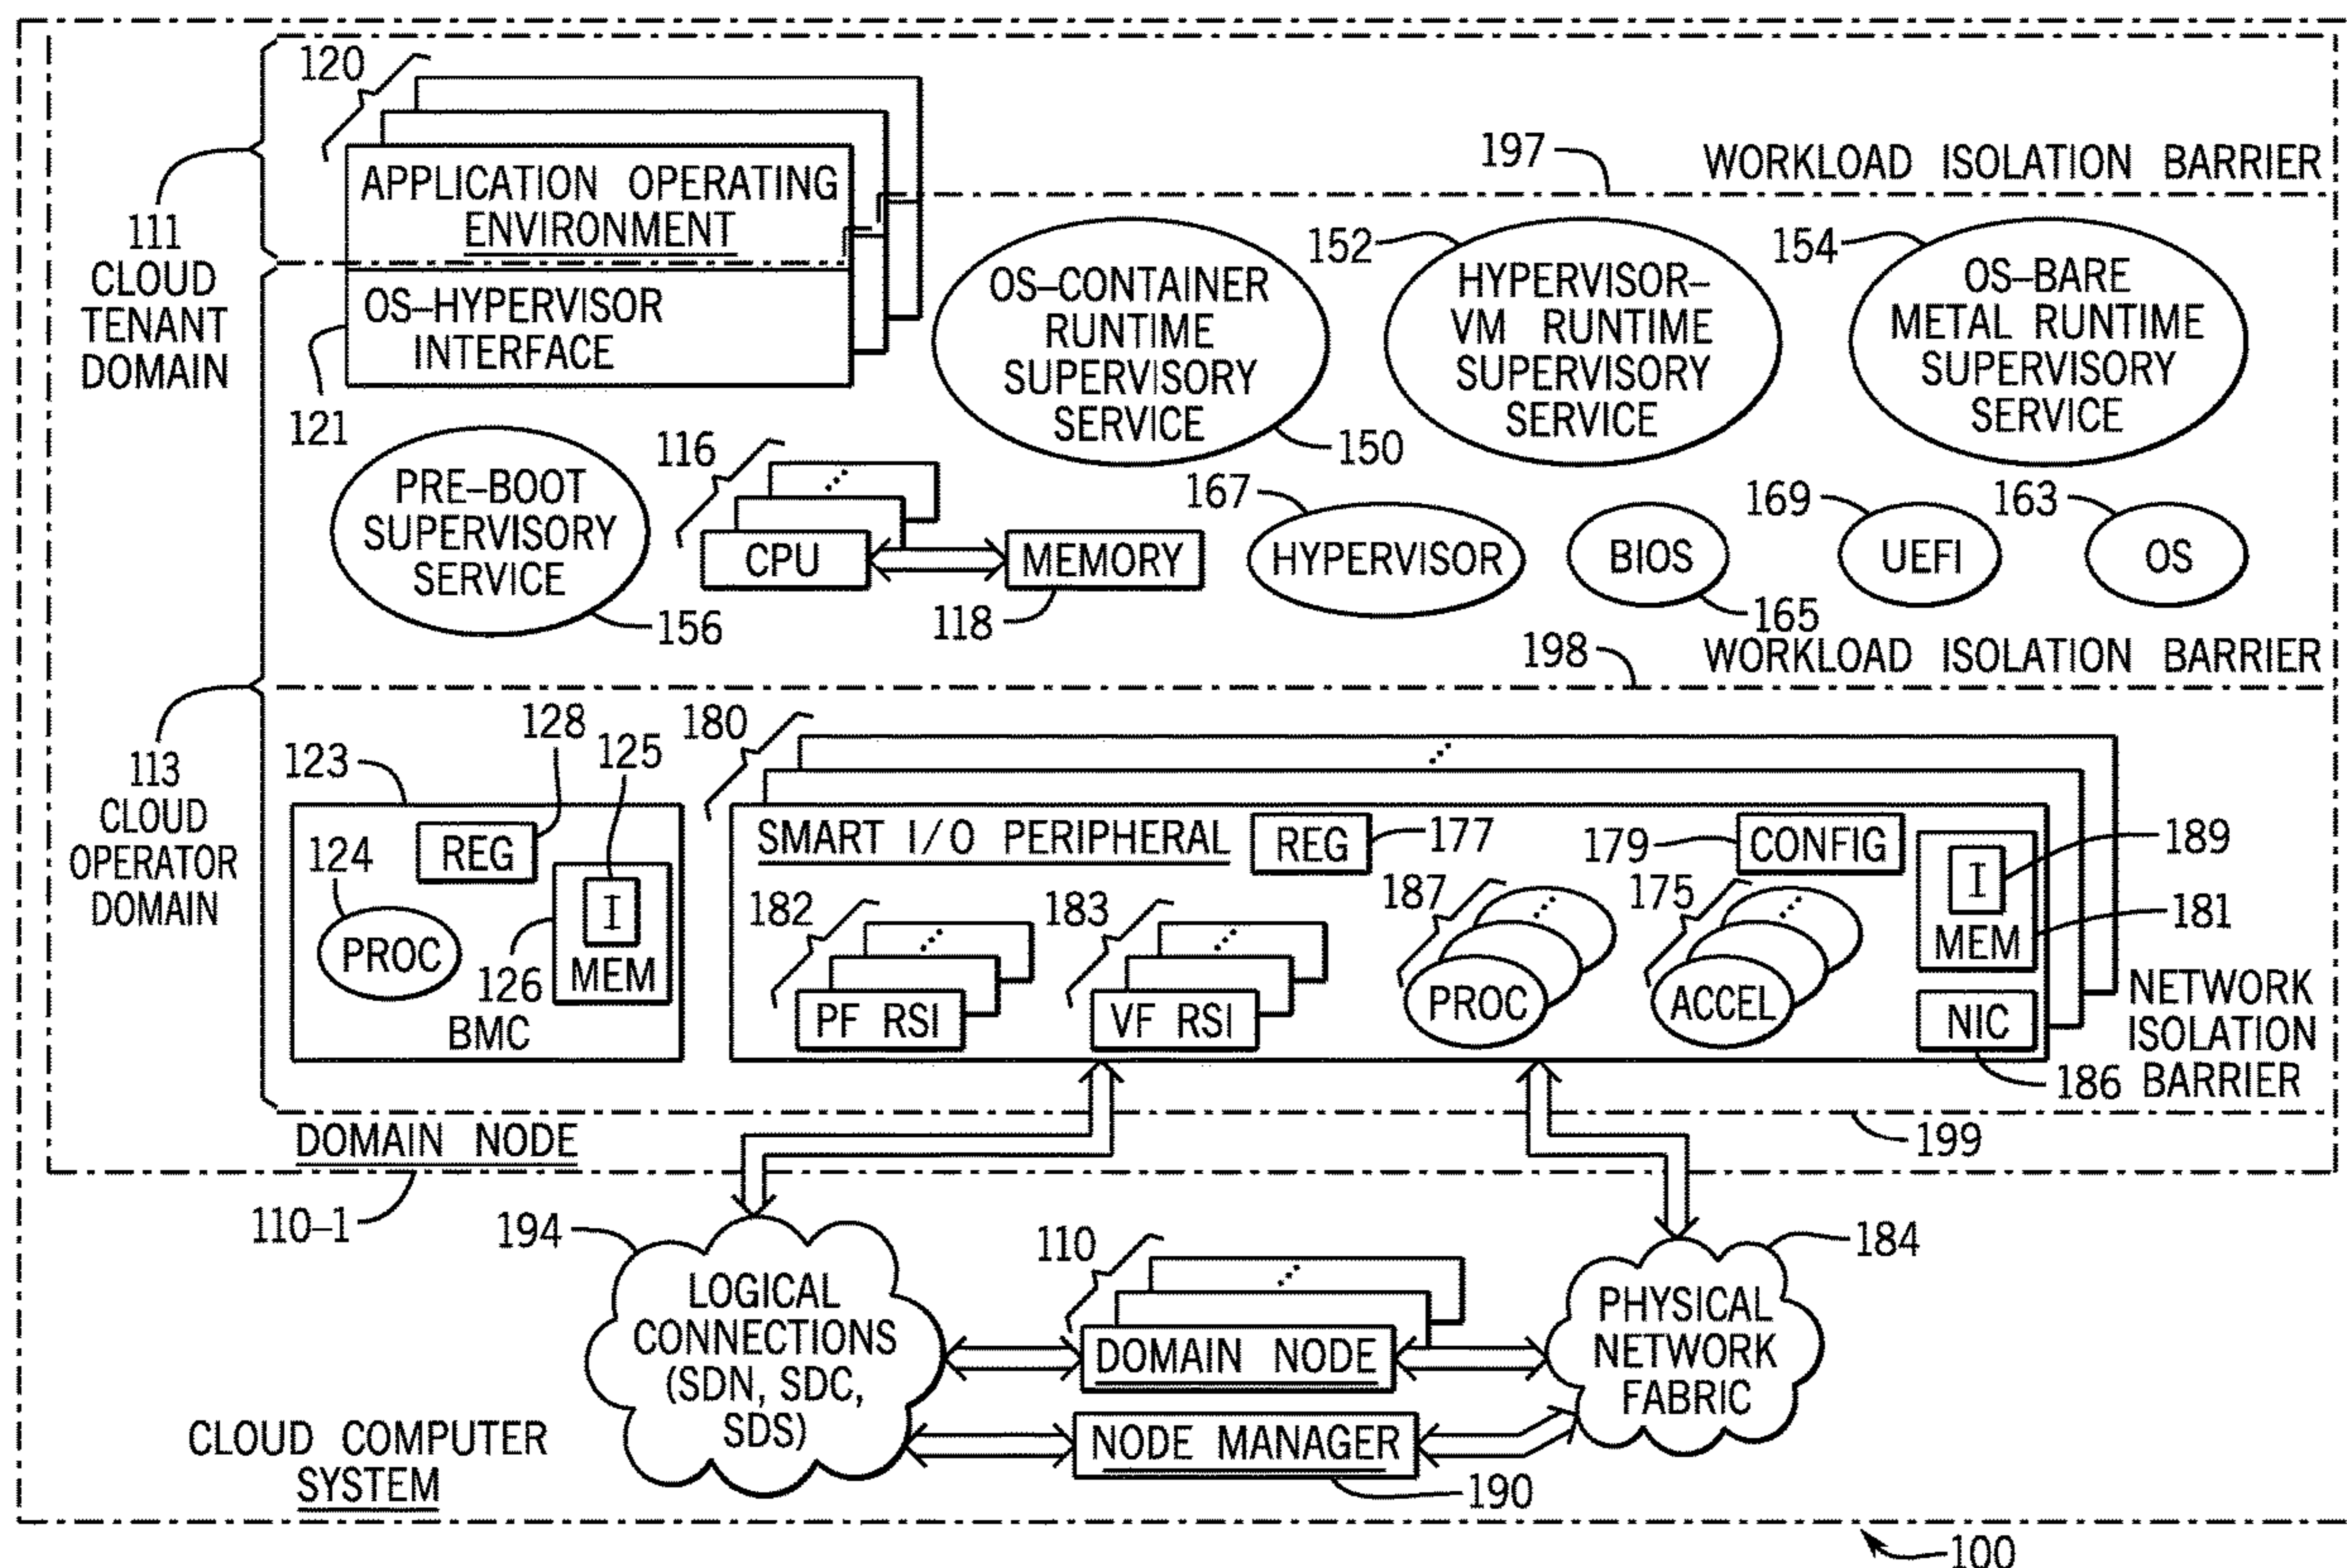 120
197
WORKLOAD ISOLATION BARRIER
APPLICATION OPERATING
ENVIRONMENT
111
CLOUD
TENANT
DOMAIN
OS–HYPERVISOR
INTERFACE
121
OS–CONTAINER
RUNTIME
SUPERVISORY
SERVICE
150
152
HYPERVISOR–
VM RUNTIME
SUPERVISORY
SERVICE
154
OS–BARE
METAL RUNTIME
SUPERVISORY
SERVICE
PRE–BOOT
SUPERVISORY
SERVICE
156
116
CPU
MEMORY
118
167
HYPERVISOR
BIOS
165
169
UEFI
163
OS
198
WORKLOAD ISOLATION BARRIER
113
CLOUD
OPERATOR
DOMAIN
123
128
125
REG
124
PROC
I
MEM
126
BMC
180
SMART I/O PERIPHERAL
REG
177
179
CONFIG
189
I
MEM
181
182
PF RSI
183
VF RSI
187
PROC
175
ACCEL
NIC
186
NETWORK
ISOLATION
BARRIER
199
DOMAIN NODE
110–1
194
LOGICAL
CONNECTIONS
(SDN, SDC,
SDS)
110
DOMAIN NODE
184
PHYSICAL
NETWORK
FABRIC
NODE MANAGER
190
CLOUD COMPUTER
SYSTEM
100